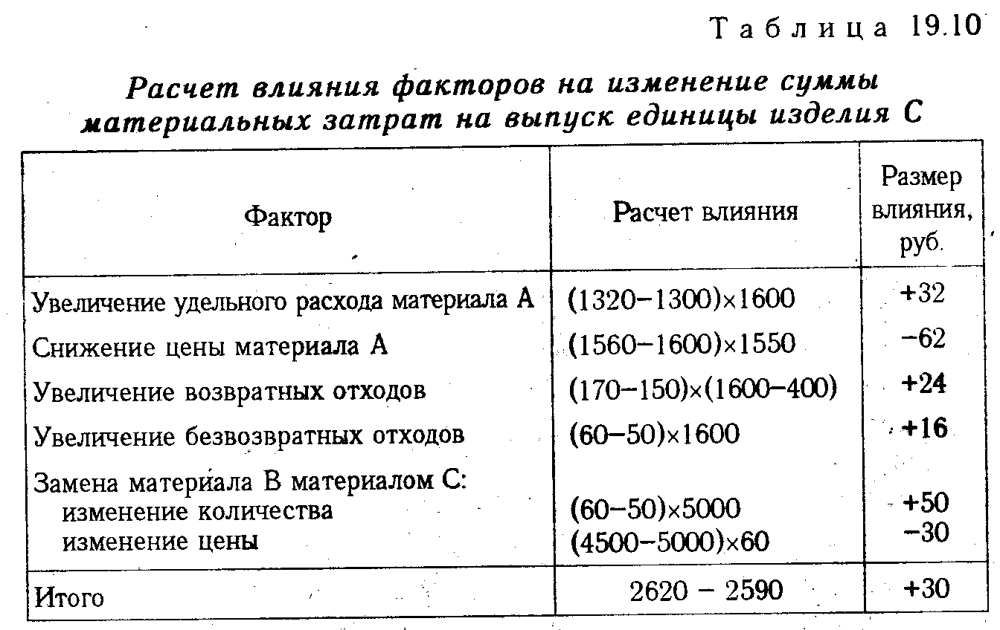 Таблица 19.10
Расчет влияния факторов на изменение суммы
материальных затрат на выпуск единицы изделия С
Фактор
Расчет влияния
Размер
влияния,
руб.
Увеличение удельного расхода материала А (1320−1300)×1600 +32
Снижение цены материала А (1560−1600)×1550 −62
Увеличение возвратных отходов (170−150)×(1600−400) +24
Увеличение безвозвратных отходов (60−50)×1600 +16
Замена материала В материалом С:
изменение количества (60−50)×5000 +50
изменение цены (4500−5000)×60 −30
Итого 2620 − 2590 +30